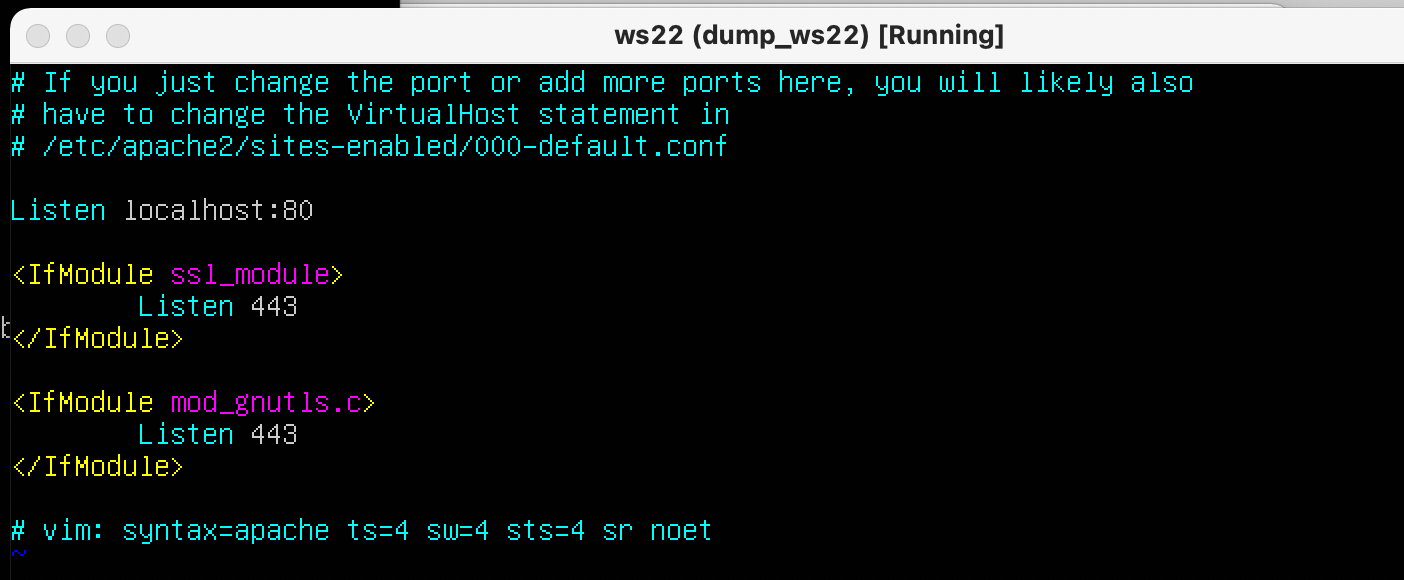 ws22 (dump_ws22) [Running]
# If you just change the port or add more ports here, you will likely also
# have to change the VirtualHost statement in
# /etc/apache2/sites-enabled/000-default.conf
Listen localhost:80
<IfModule ssl_module>
        Listen 443
</IfModule>
<IfModule mod_gnutls.c>
        Listen 443
</IfModule>
# vim: syntax=apache ts=4 sw=4 sts=4 sr noet
~